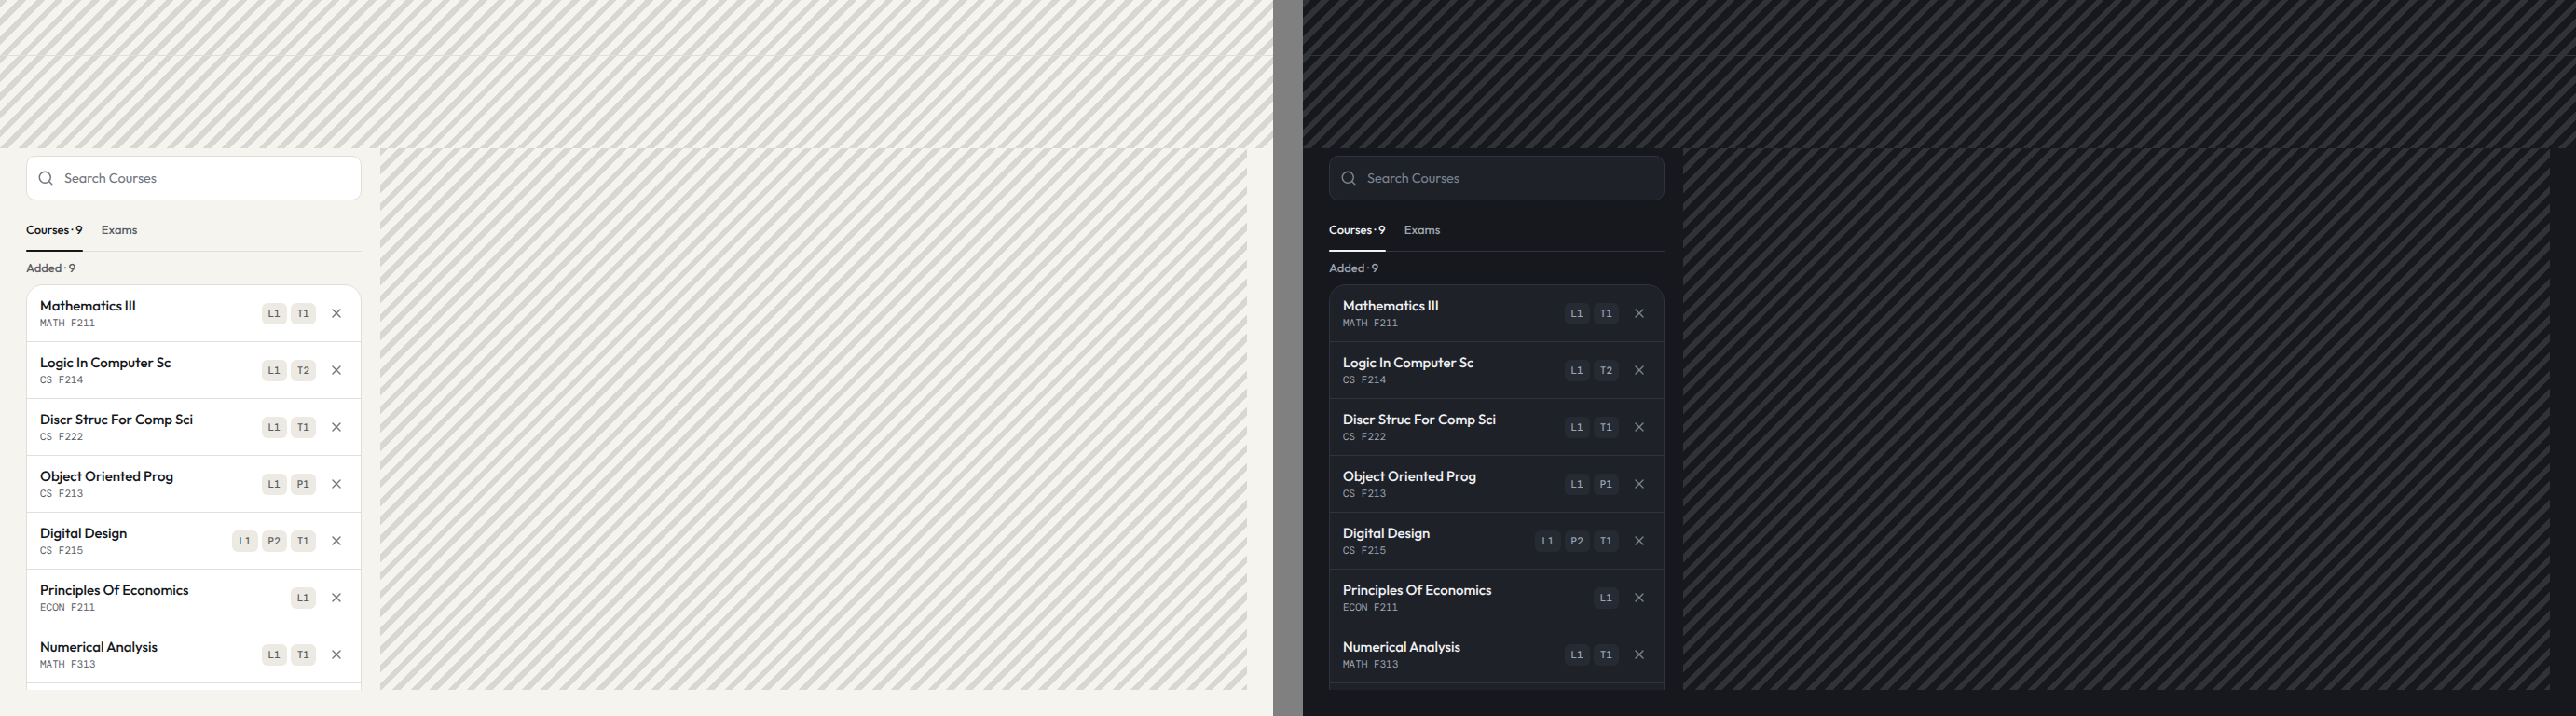 Search Courses
Courses · 9 Exams
Added · 9
Mathematics III L1 T1
MATH F211
Logic In Computer Sc L1 T2
CS F214
Discr Struc For Comp Sci L1 T1
CS F222
Object Oriented Prog L1 P1
CS F213
Digital Design L1 P2 T1
CS F215
Principles Of Economics L1
ECON F211
Numerical Analysis L1 T1
MATH F313
Search Courses
Courses · 9 Exams
Added · 9
Mathematics III L1 T1
MATH F211
Logic In Computer Sc L1 T2
CS F214
Discr Struc For Comp Sci L1 T1
CS F222
Object Oriented Prog L1 P1
CS F213
Digital Design L1 P2 T1
CS F215
Principles Of Economics L1
ECON F211
Numerical Analysis L1 T1
MATH F313